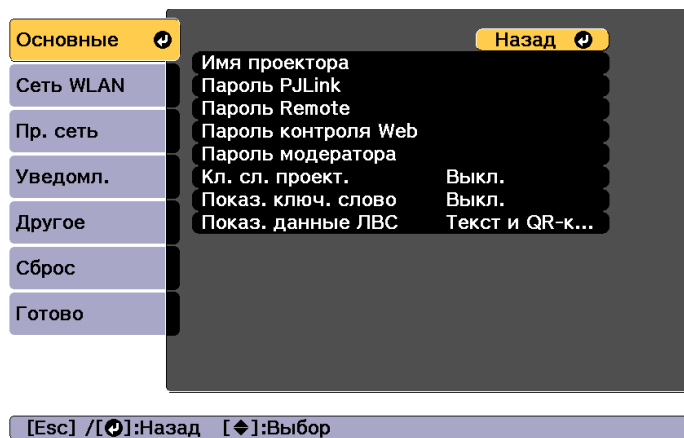 Основные
Назад
Имя проектора
Сеть WLAN
Пароль PJLink
Пароль Remote
Пр. сеть
Пароль контроля Web
Пароль модератора
Уведомл.
Кл. сл. проект. Выкл.
Показ. ключ. слово Выкл.
Другое
Показ. данные ЛВС Текст и QR-к...
Сброс
Готово
[Esc] /[⏎]:Назад [◆]:Выбор